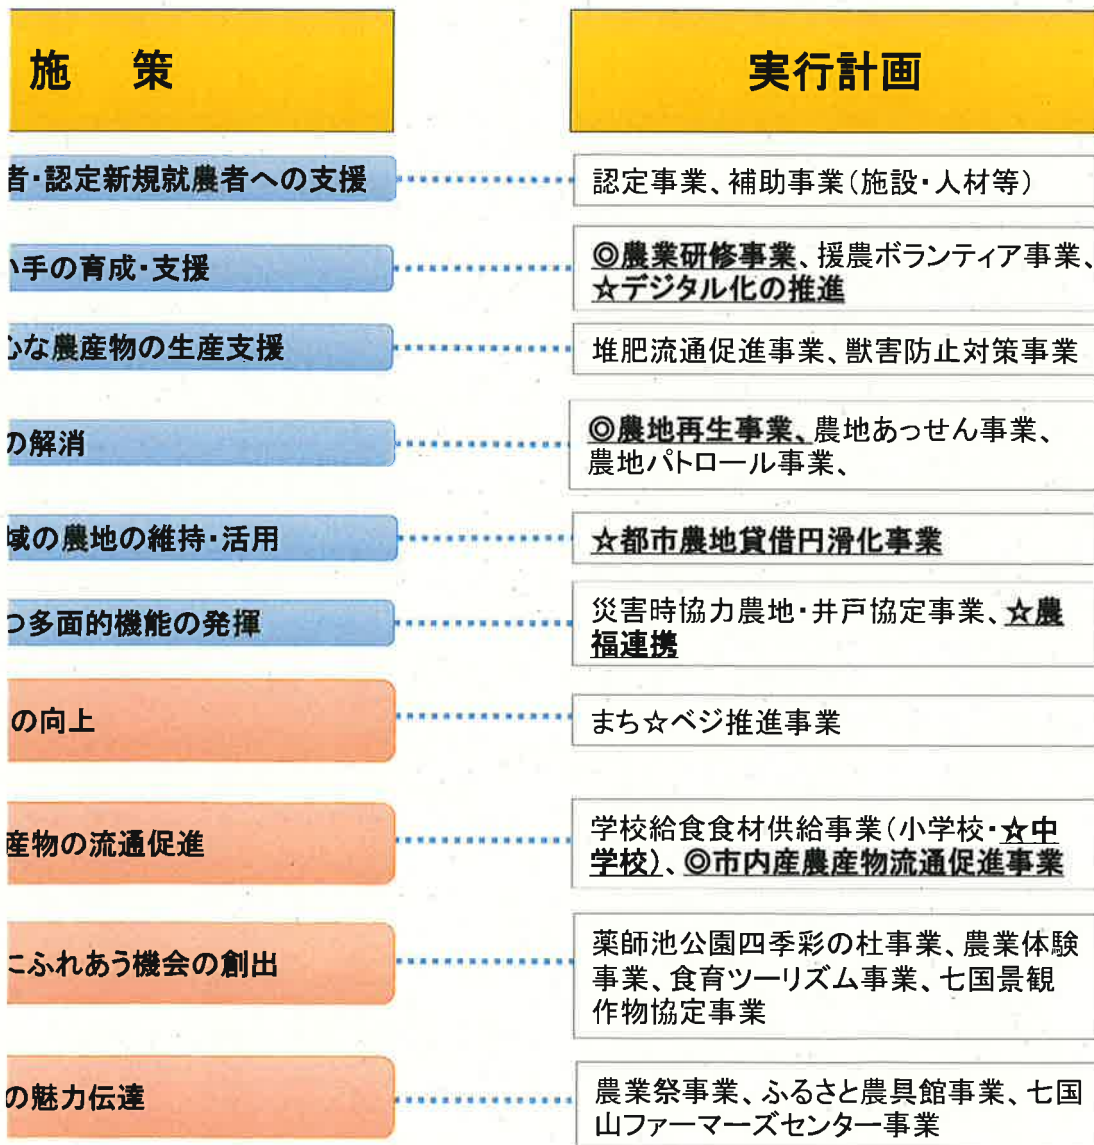 施　策
実行計画
者・認定新規就農者への支援
認定事業、補助事業(施設・人材等)
手の育成・支援
◎農業研修事業、援農ボランティア事業、
☆デジタル化の推進
心な農産物の生産支援
堆肥流通促進事業、獣害防止対策事業
の解消
◎農地再生事業、農地あっせん事業、
農地パトロール事業、
域の農地の維持・活用
☆都市農地貸借円滑化事業
つ多面的機能の発揮
災害時協力農地・井戸協定事業、☆農
福連携
の向上
まち☆ベジ推進事業
産物の流通促進
学校給食食材供給事業(小学校・☆中
学校)、◎市内産農産物流通促進事業
にふれあう機会の創出
薬師池公園四季彩の杜事業、農業体験
事業、食育ツーリズム事業、七国景観
作物協定事業
の魅力伝達
農業祭事業、ふるさと農具館事業、七国
山ファーマーズセンター事業